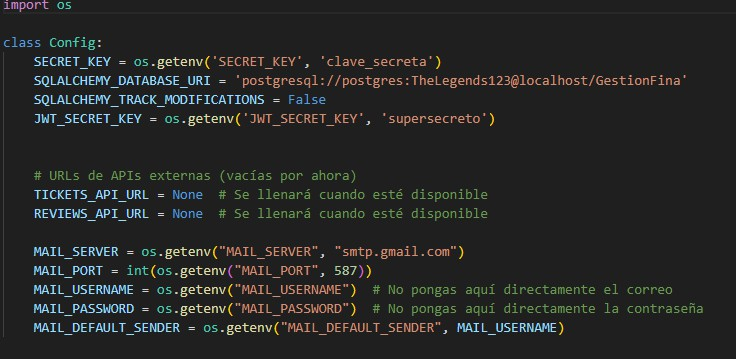 import os
class Config:
SECRET_KEY = os.getenv('SECRET_KEY', 'clave_secreta')
SQLALCHEMY_DATABASE_URI = 'postgresql://postgres:TheLegends123@localhost/GestionFina'
SQLALCHEMY_TRACK_MODIFICATIONS = False
JWT_SECRET_KEY = os.getenv('JWT_SECRET_KEY', 'supersecreto')
# URLs de APIs externas (vacías por ahora)
TICKETS_API_URL = None  # Se llenará cuando esté disponible
REVIEWS_API_URL = None  # Se llenará cuando esté disponible
MAIL_SERVER = os.getenv("MAIL_SERVER", "smtp.gmail.com")
MAIL_PORT = int(os.getenv("MAIL_PORT", 587))
MAIL_USERNAME = os.getenv("MAIL_USERNAME")  # No pongas aquí directamente el correo
MAIL_PASSWORD = os.getenv("MAIL_PASSWORD")  # No pongas aquí directamente la contraseña
MAIL_DEFAULT_SENDER = os.getenv("MAIL_DEFAULT_SENDER", MAIL_USERNAME)